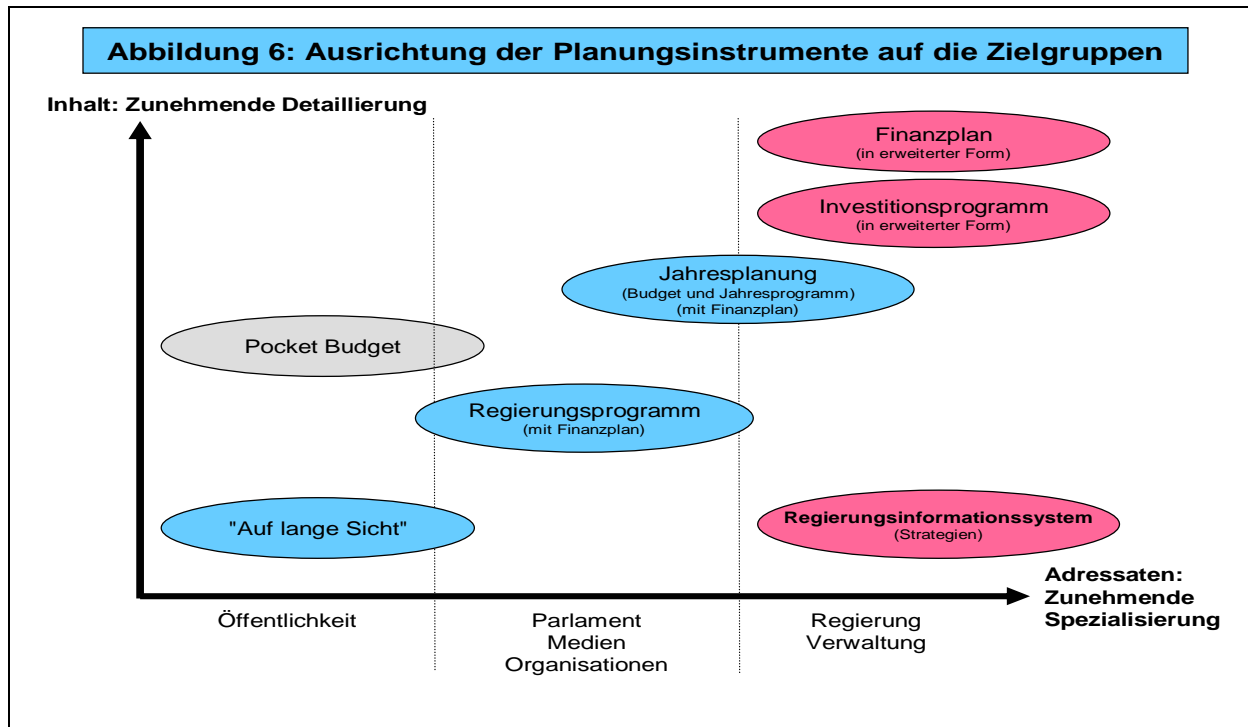 Abbildung 6: Ausrichtung der Planungsinstrumente auf die Zielgruppen
Inhalt: Zunehmende Detaillierung
Finanzplan
(in erweiterter Form)
Investitionsprogramm
(in erweiterter Form)
Jahresplanung
(Budget und Jahresprogramm)
(mit Finanzplan)
Pocket Budget
Regierungsprogramm
(mit Finanzplan)
"Auf lange Sicht"
Regierungsinformationssystem
(Strategien)
Adressaten:
Zunehmende
Spezialisierung
Öffentlichkeit
Parlament
Medien
Organisationen
Regierung
Verwaltung